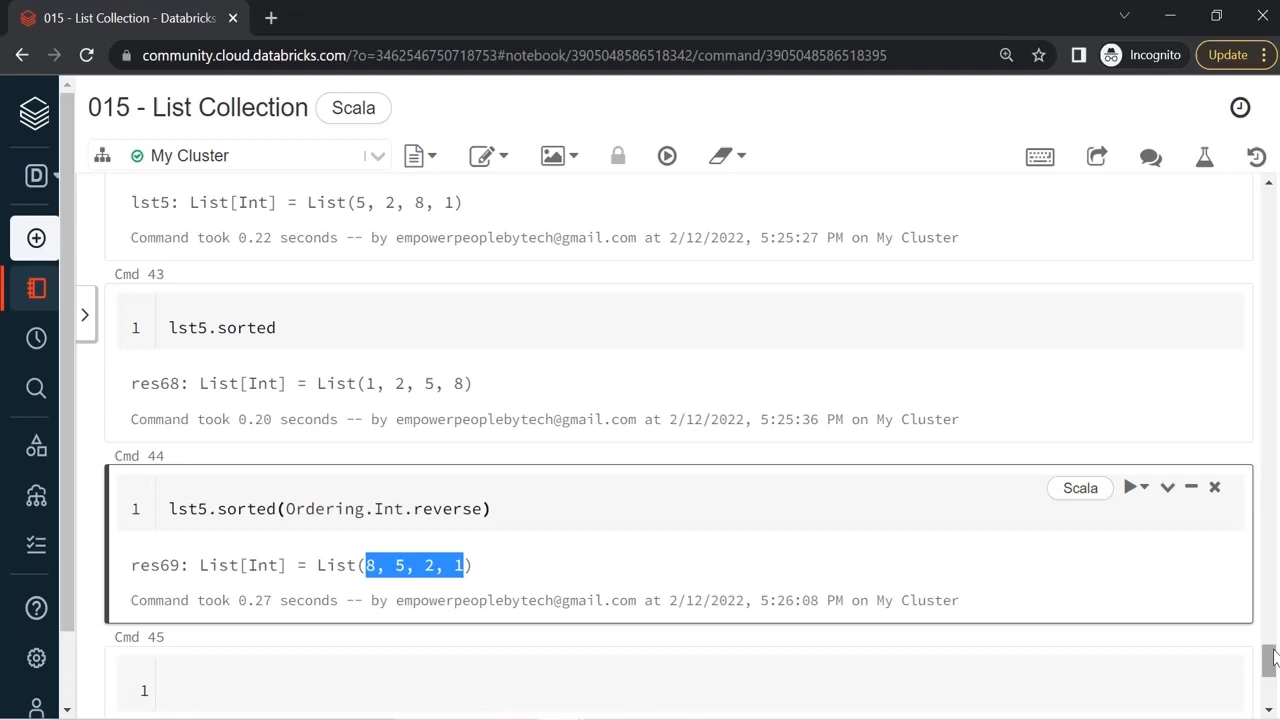 015 - List Collection - Databricks
community.cloud.databricks.com/?o=3462546750718753#notebook/3905048586518342/command/3905048586518395
Incognito
Update
015 - List Collection
Scala
D
My Cluster
lst5: List[Int] = List(5, 2, 8, 1)
Command took 0.22 seconds -- by empowerpeoplebytech@gmail.com at 2/12/2022, 5:25:27 PM on My Cluster
Cmd 43
1 lst5.sorted
res68: List[Int] = List(1, 2, 5, 8)
Command took 0.20 seconds -- by empowerpeoplebytech@gmail.com at 2/12/2022, 5:25:36 PM on My Cluster
Cmd 44
Scala
1 lst5.sorted(Ordering.Int.reverse)
res69: List[Int] = List(8, 5, 2, 1)
Command took 0.27 seconds -- by empowerpeoplebytech@gmail.com at 2/12/2022, 5:26:08 PM on My Cluster
Cmd 45
1